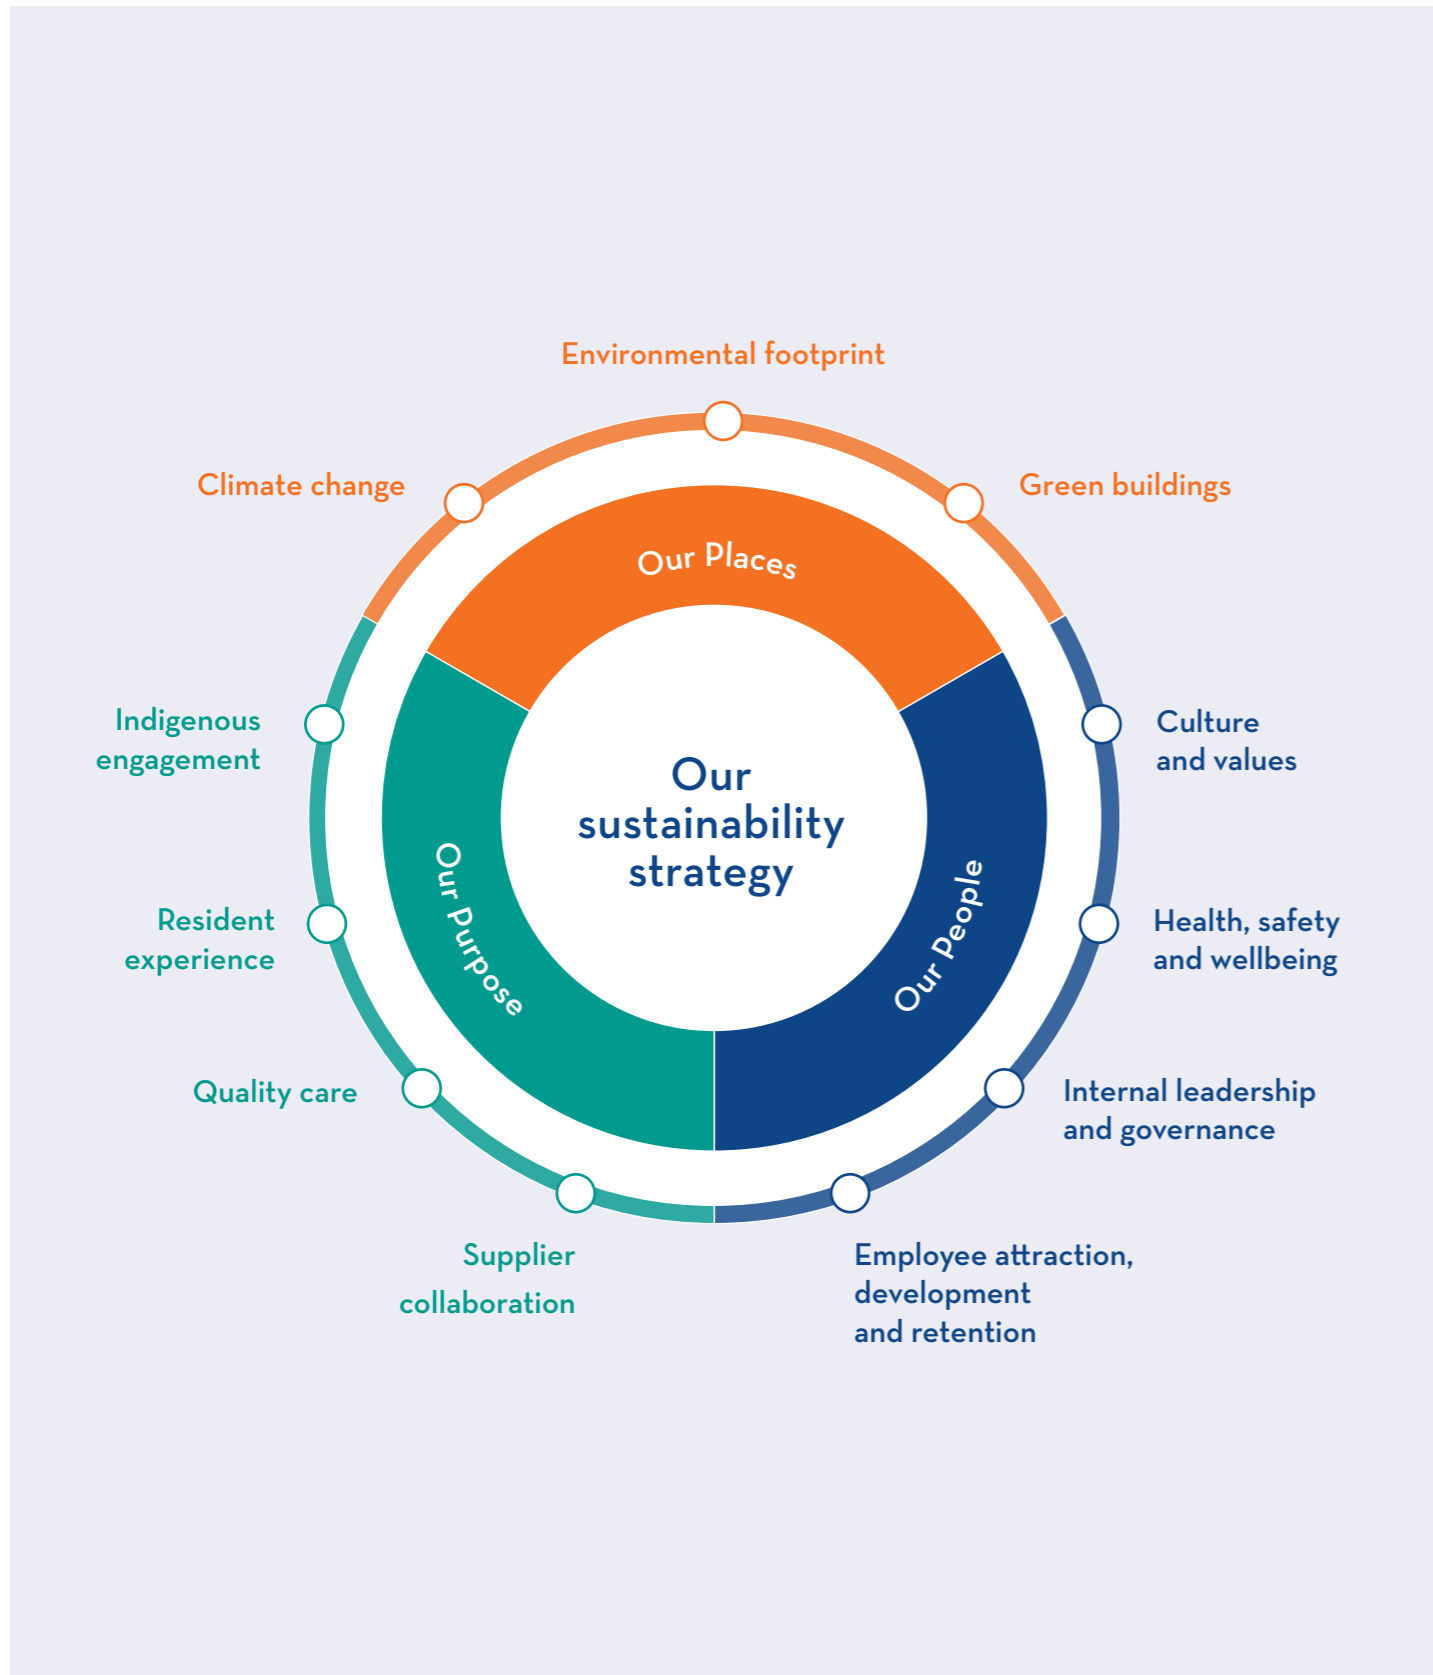 Environmental footprint
Climate change
Green buildings
Our Places
Indigenous
engagement
Culture
and values
Our
sustainability
strategy
Our Purpose
Our People
Resident
experience
Health, safety
and wellbeing
Quality care
Internal leadership
and governance
Supplier
collaboration
Employee attraction,
development
and retention